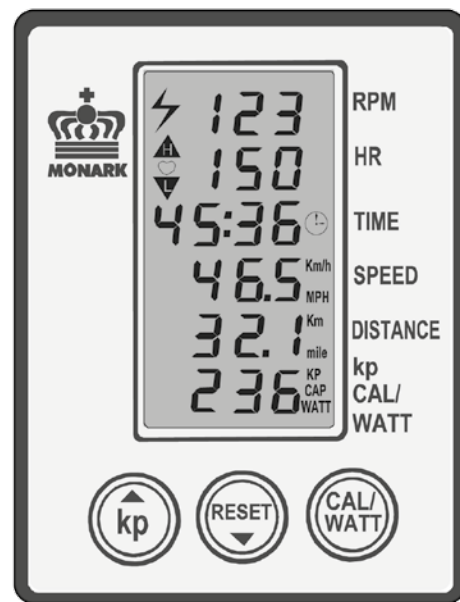 123 RPM
H
150 HR
L
MONARK
45:36 TIME
46.5 Km/h MPH SPEED
32.1 Km mile DISTANCE
236 KP CAP WATT kp CAL/ WATT
kp
RESET
CAL/
WATT